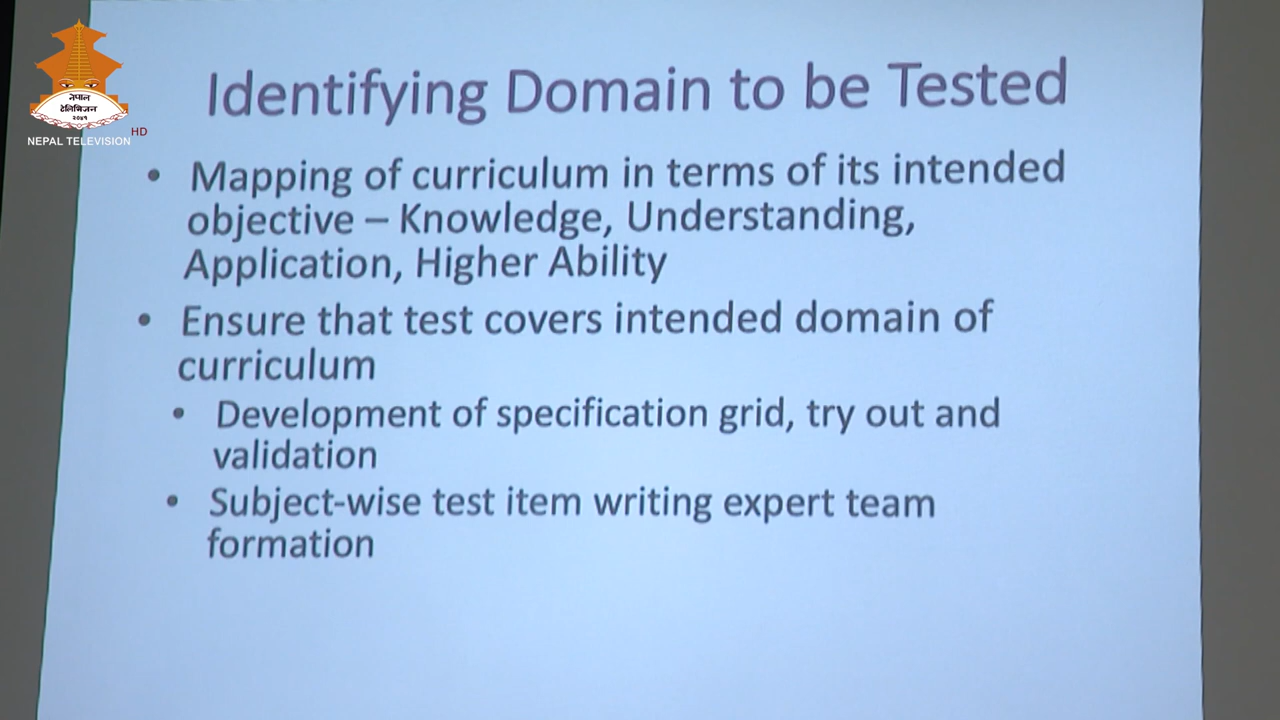 नेपाल
टेलिभिजन
२०४१
NEPAL TELEVISION HD
Identifying Domain to be Tested
• Mapping of curriculum in terms of its intended
objective – Knowledge, Understanding,
Application, Higher Ability
• Ensure that test covers intended domain of
curriculum
• Development of specification grid, try out and
validation
• Subject-wise test item writing expert team
formation